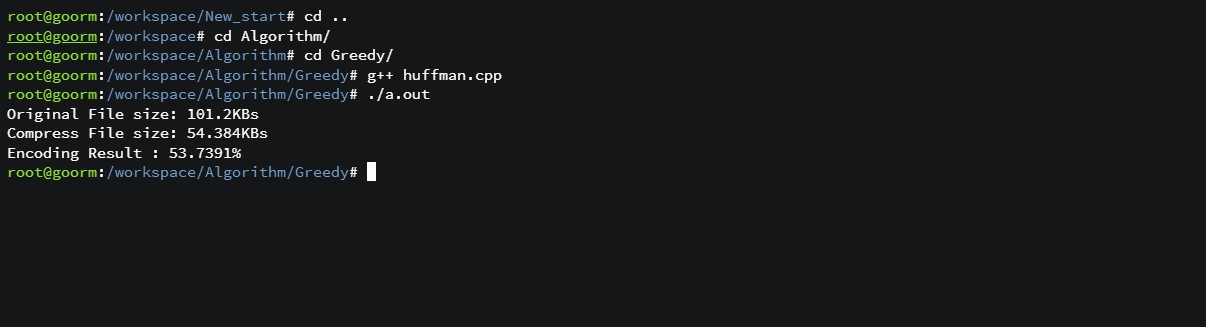 root@goorm:/workspace/New_start# cd ..
root@goorm:/workspace# cd Algorithm/
root@goorm:/workspace/Algorithm# cd Greedy/
root@goorm:/workspace/Algorithm/Greedy# g++ huffman.cpp
root@goorm:/workspace/Algorithm/Greedy# ./a.out
Original File size: 101.2KBs
Compress File size: 54.384KBs
Encoding Result : 53.7391%
root@goorm:/workspace/Algorithm/Greedy#